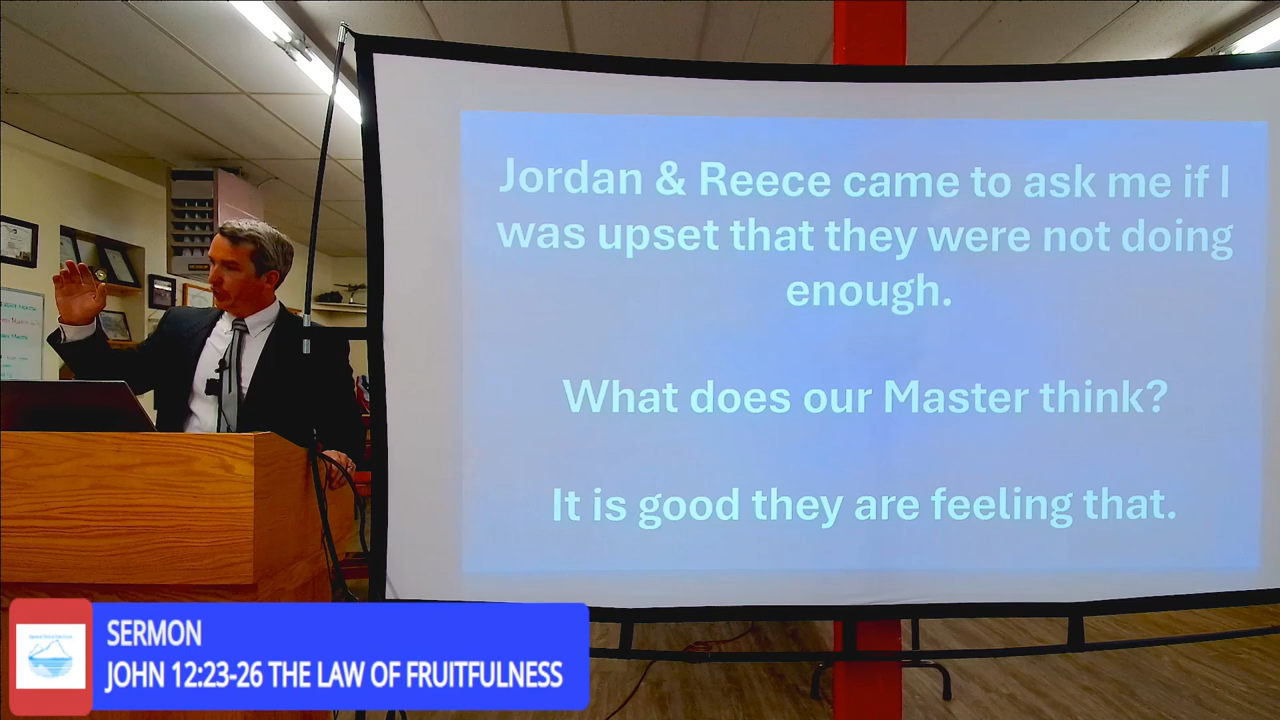 Jordan & Reece came to ask me if I
was upset that they were not doing
enough.
What does our Master think?
It is good they are feeling that.
SERMON
JOHN 12:23-26 THE LAW OF FRUITFULNESS